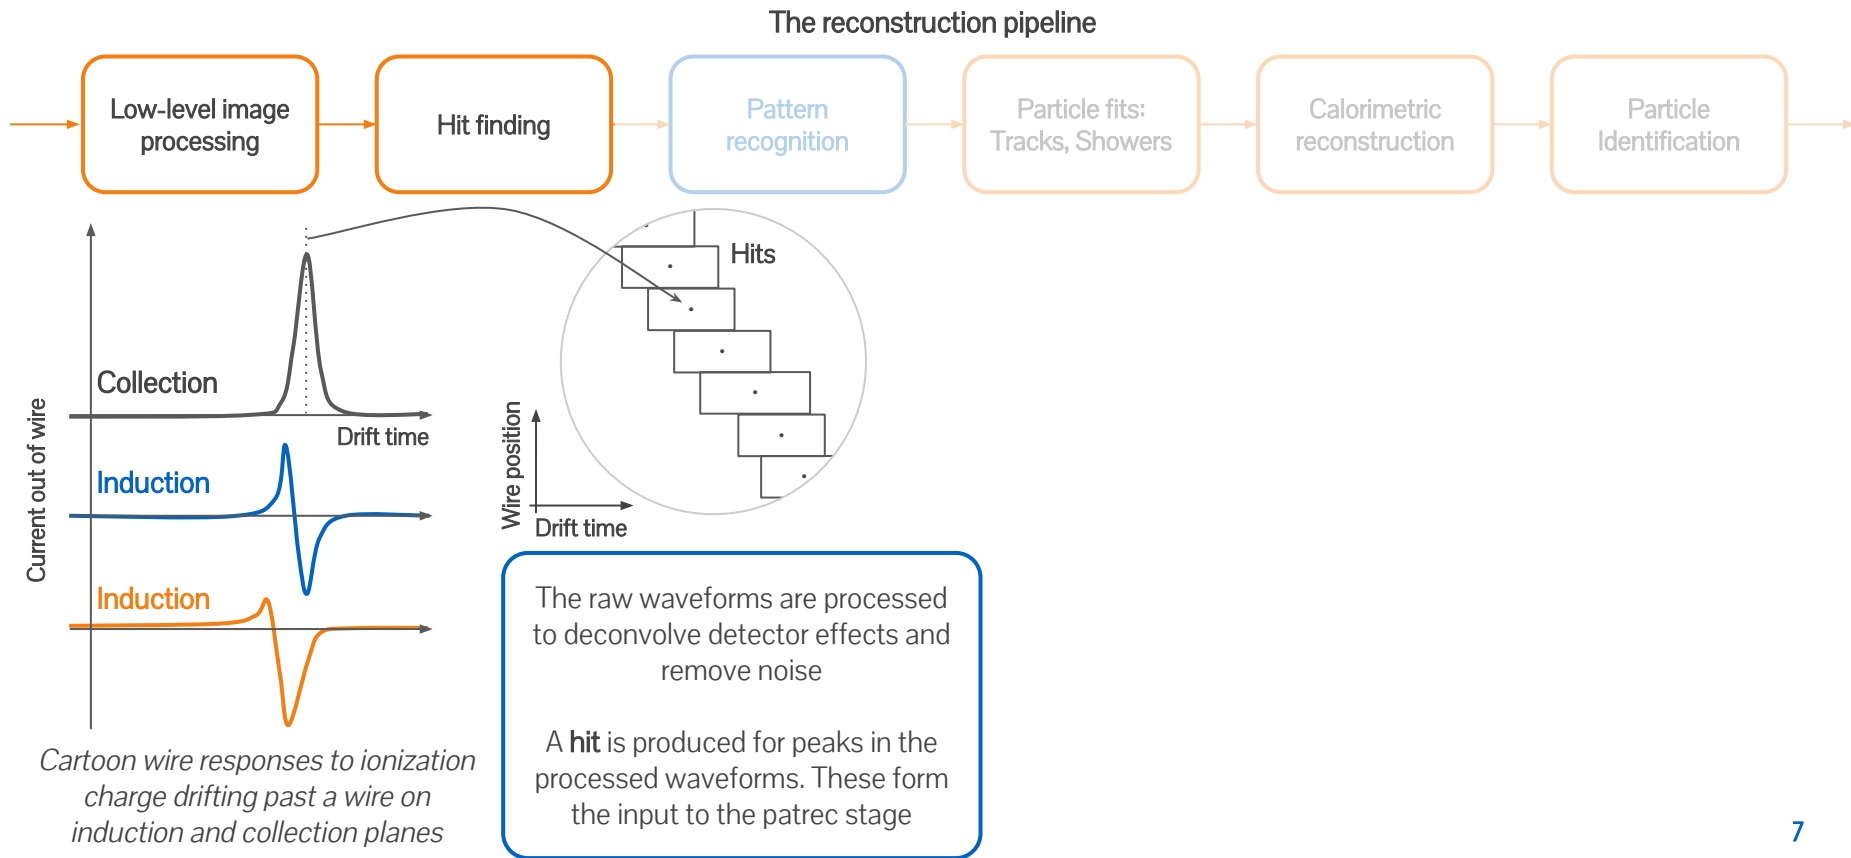 The reconstruction pipeline
Low-level image
processing
Hit finding
Pattern
recognition
Particle fits:
Tracks, Showers
Calorimetric
reconstruction
Particle
Identification
Current out of wire
Collection
Drift time
Induction
Induction
Hits
Wire position
Drift time
Cartoon wire responses to ionization
charge drifting past a wire on
induction and collection planes
The raw waveforms are processed
to deconvolve detector effects and
remove noise
A hit is produced for peaks in the
processed waveforms. These form
the input to the patrec stage
7